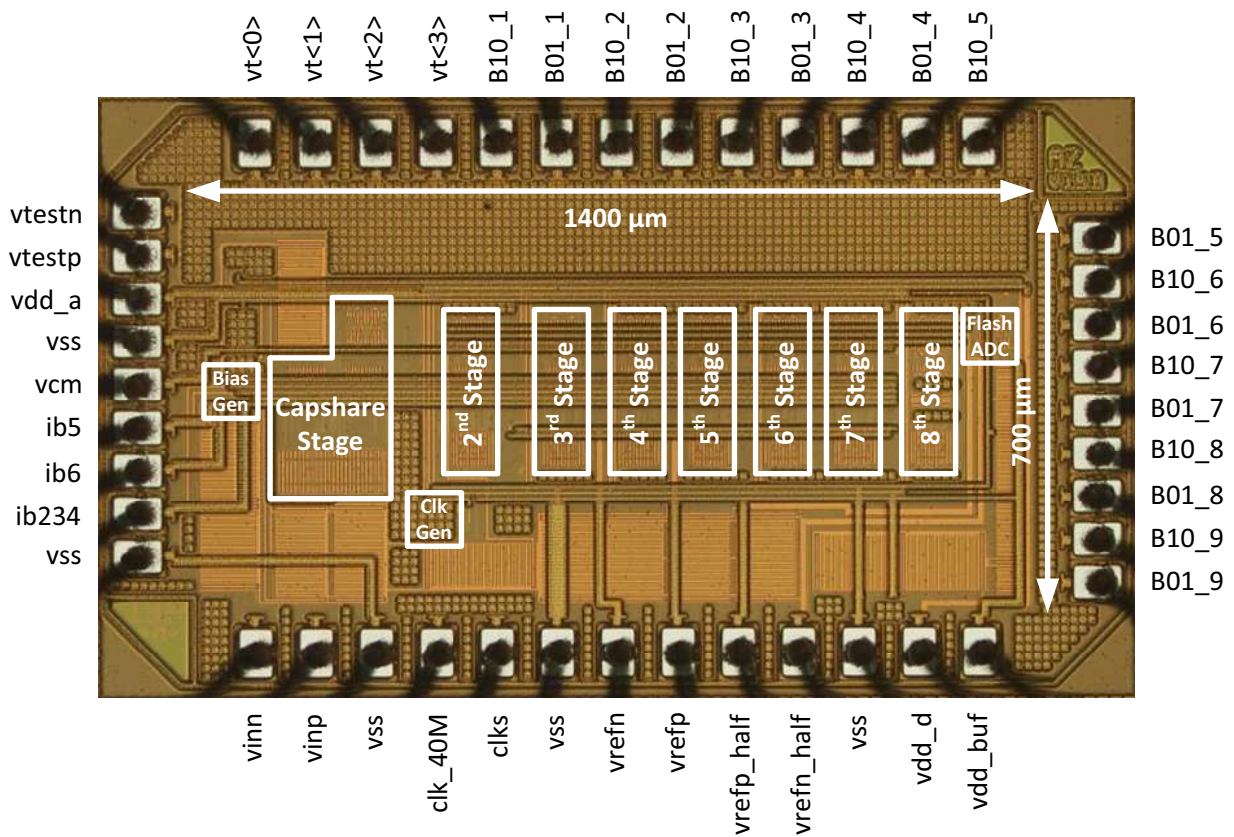 vt<0>
vt<1>
vt<2>
vt<3>
B10_1
B01_1
B10_2
B01_2
B10_3
B01_3
B10_4
B01_4
B10_5
vtestn
vtestp
vdd_a
vss
vcm
ib5
ib6
ib234
vss
1400 µm
700 µm
Bias
Gen
Capshare
Stage
Clk
Gen
2nd Stage
3rd Stage
4th Stage
5th Stage
6th Stage
7th Stage
8th Stage
Flash
ADC
B01_5
B10_6
B01_6
B10_7
B01_7
B10_8
B01_8
B10_9
B01_9
vinn
vinp
vss
clk_40M
clks
vss
vrefn
vrefp
vrefp_half
vrefn_half
vss
vdd_d
vdd_buf